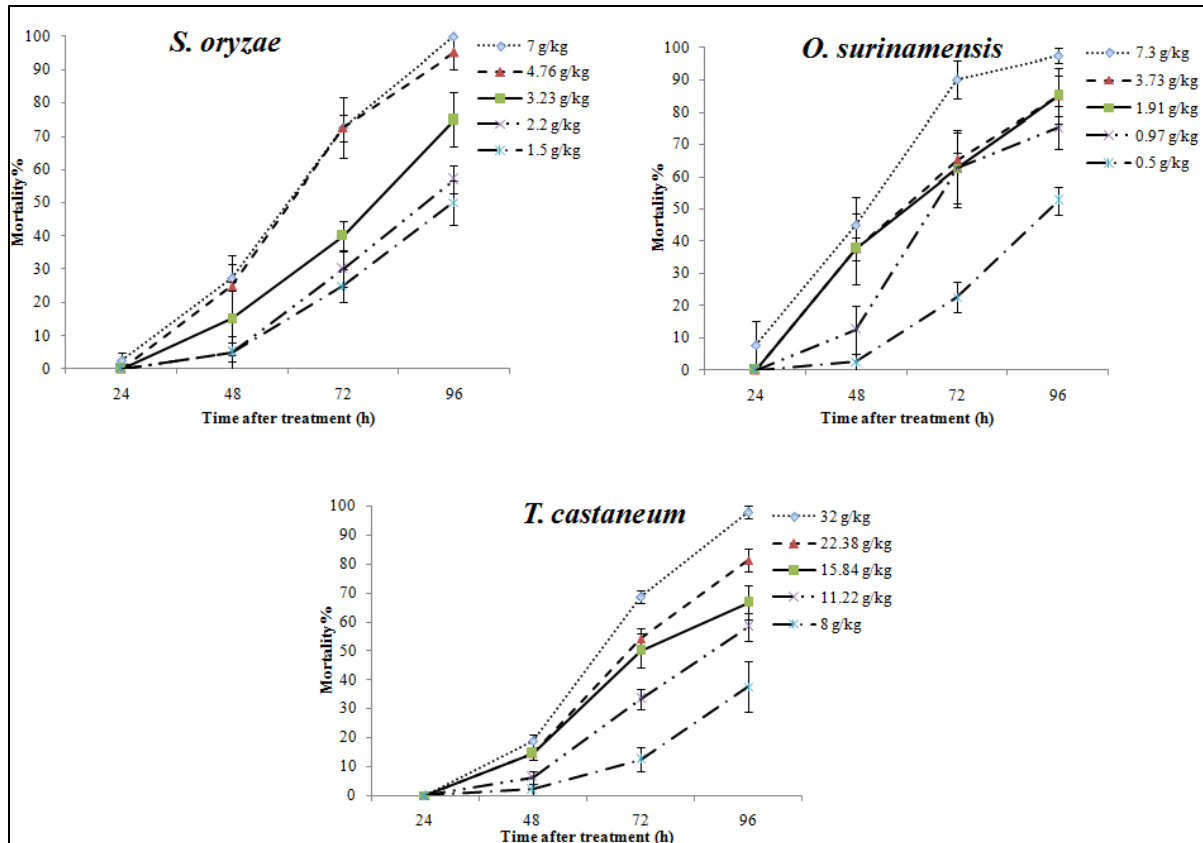 S. oryzae
7 g/kg
4.76 g/kg
3.23 g/kg
2.2 g/kg
1.5 g/kg
Mortality%
100
90
80
70
60
50
40
30
20
10
0
24 48 72 96
Time after treatment (h)
O. surinamensis
7.3 g/kg
3.73 g/kg
1.91 g/kg
0.97 g/kg
0.5 g/kg
Mortality%
100
90
80
70
60
50
40
30
20
10
0
24 48 72 96
Time after treatment (h)
T. castaneum
32 g/kg
22.38 g/kg
15.84 g/kg
11.22 g/kg
8 g/kg
Mortality%
100
90
80
70
60
50
40
30
20
10
0
24 48 72 96
Time after treatment (h)